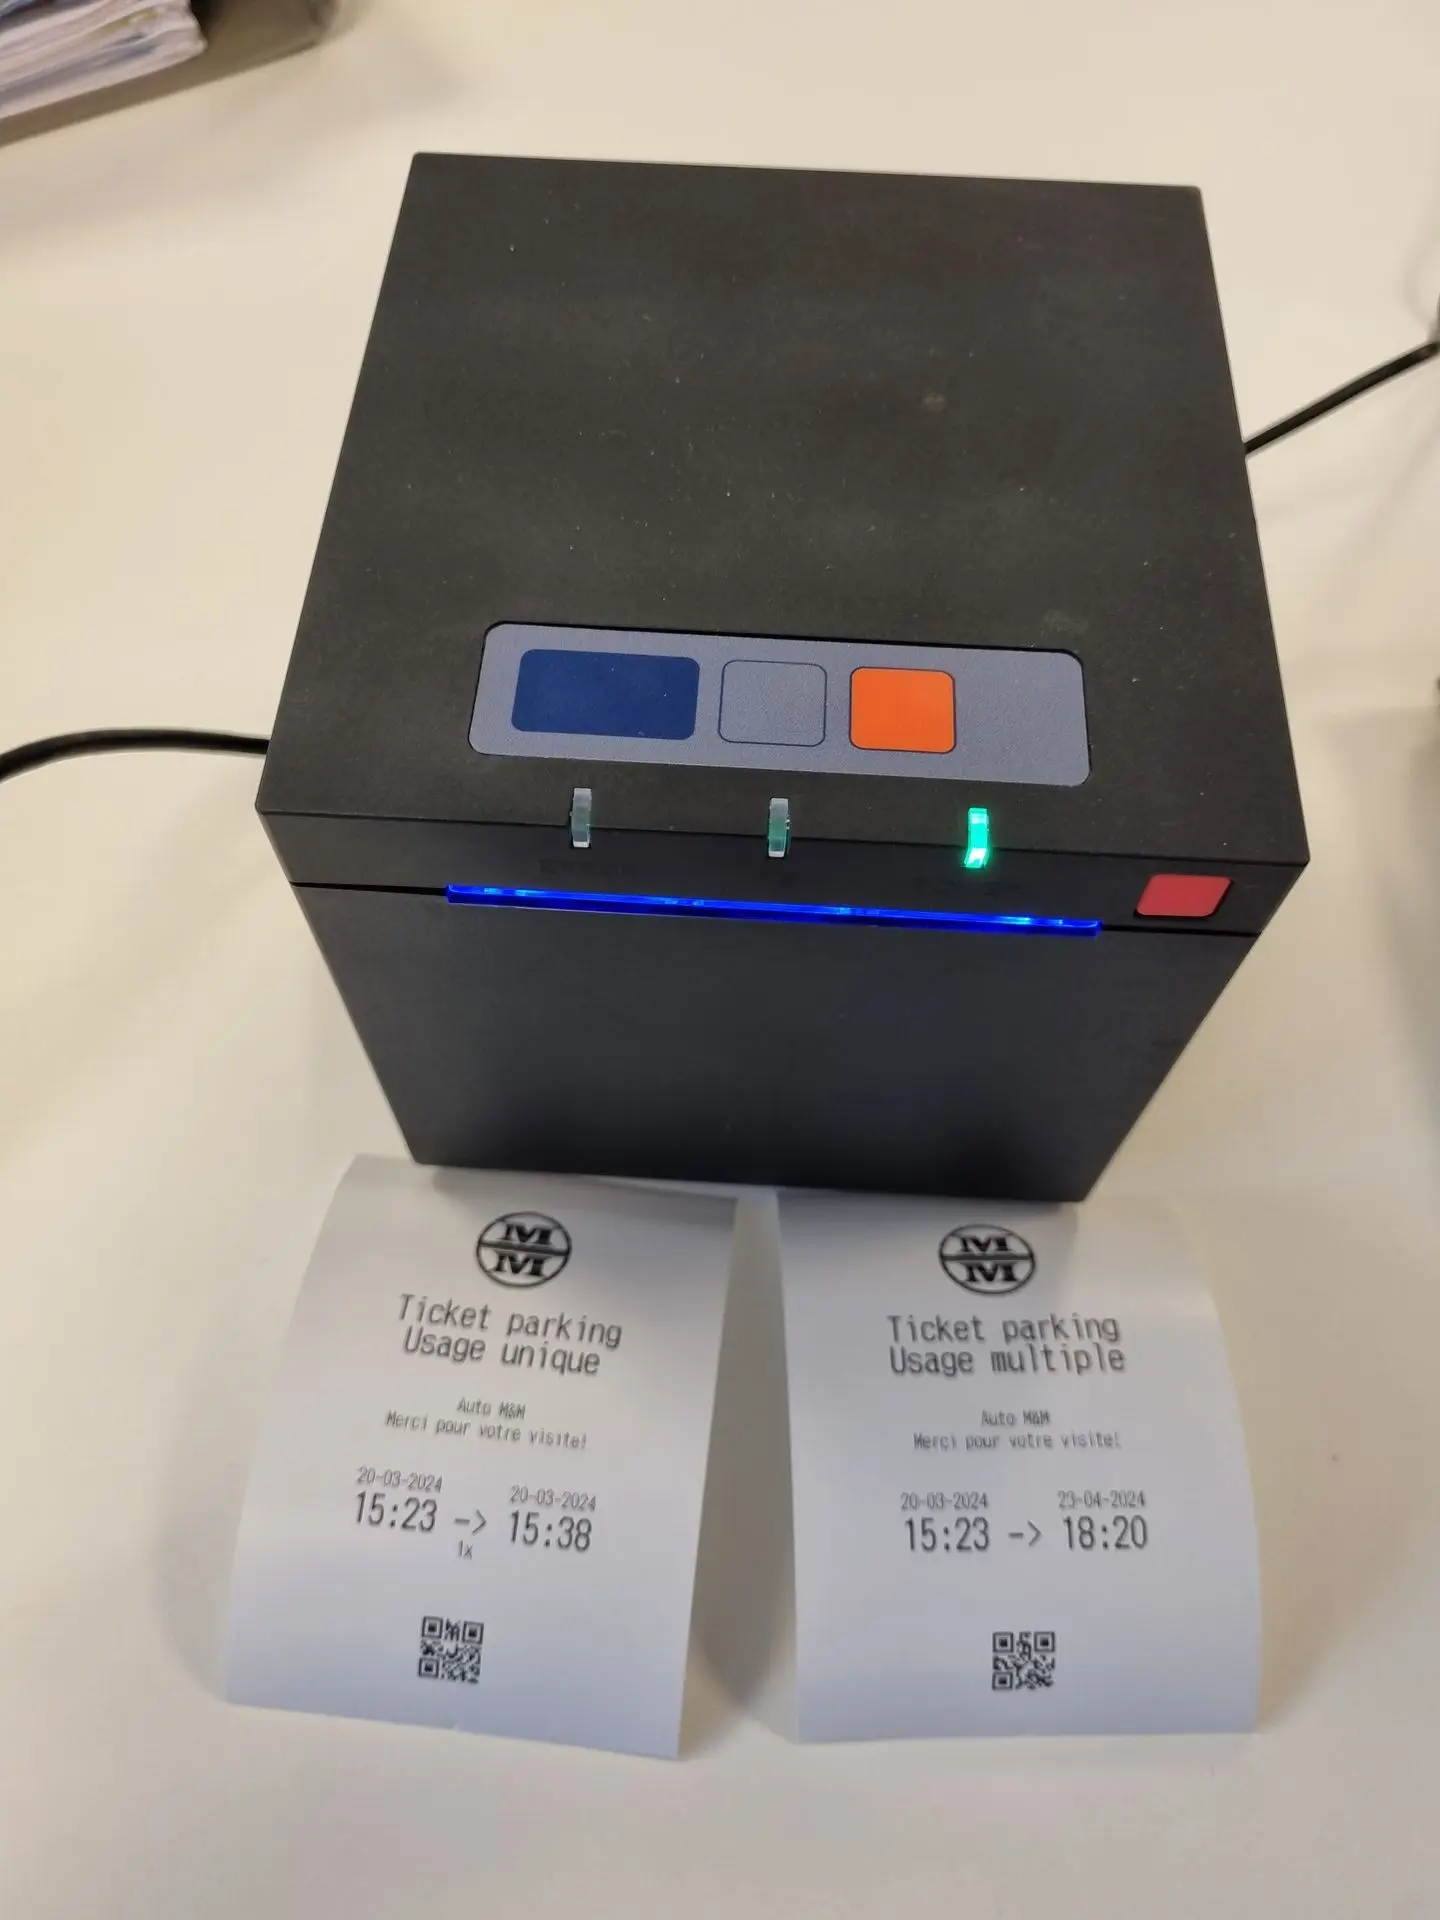 M
M
Ticket parking
Usage unique
Auto M&M
Merci pour votre visite!
20-03-2024 20-03-2024
15:23 -> 15:38
1x
M
M
Ticket parking
Usage multiple
Auto M&M
Merci pour votre visite!
20-03-2024 23-04-2024
15:23 -> 18:20